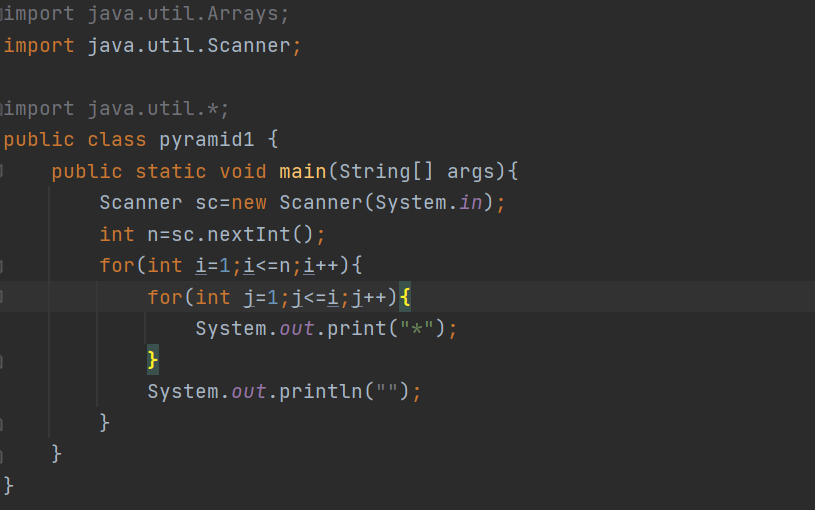 import java.util.Arrays;
import java.util.Scanner;
import java.util.*;
public class pyramid1 {
    public static void main(String[] args){
        Scanner sc=new Scanner(System.in);
        int n=sc.nextInt();
        for(int i=1;i<=n;i++){
            for(int j=1;j<=i;j++){
                System.out.print("*");
            }
            System.out.println("");
        }
    }
}